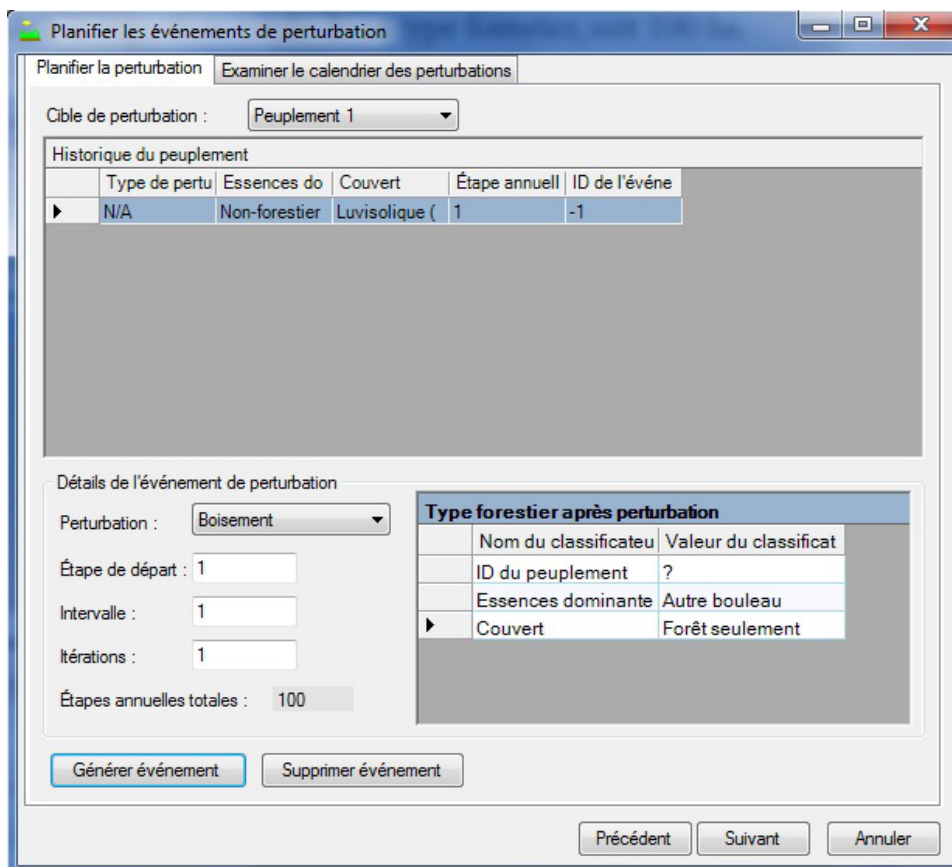 Planifier les événements de perturbation
Planifier la perturbation Examiner le calendrier des perturbations
Cible de perturbation : Peuplement 1
Historique du peuplement
Type de pertu Essences do Couvert Étape annuell ID de l'événe
N/A Non-forestier Luvisolique ( 1 -1
Détails de l'événement de perturbation
Perturbation : Boisement
Étape de départ : 1
Intervalle : 1
Itérations : 1
Étapes annuelles totales : 100
Type forestier après perturbation
Nom du classificateu Valeur du classificat
ID du peuplement ?
Essences dominante Autre bouleau
Couvert Forêt seulement
Générer événement Supprimer événement
Précédent Suivant Annuler